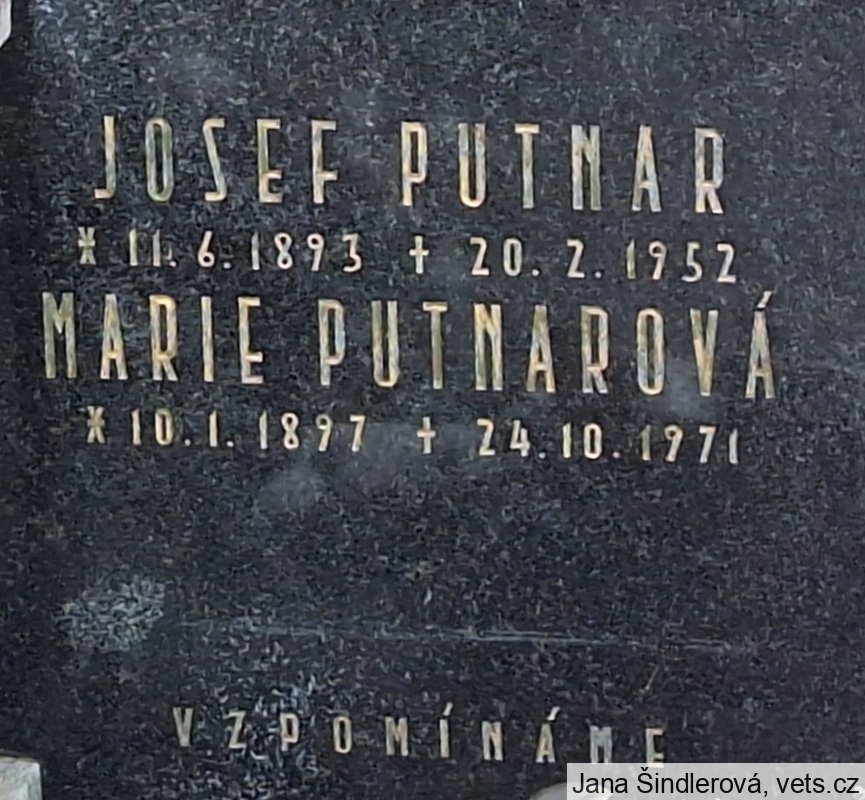 JOSEF PUTNAR
* 11. 6. 1893 † 20. 2. 1952
MARIE PUTNAROVÁ
* 10. 1. 1897 † 24. 10. 1971
VZPOMÍNÁME
Jana Šindlerová, vets.cz